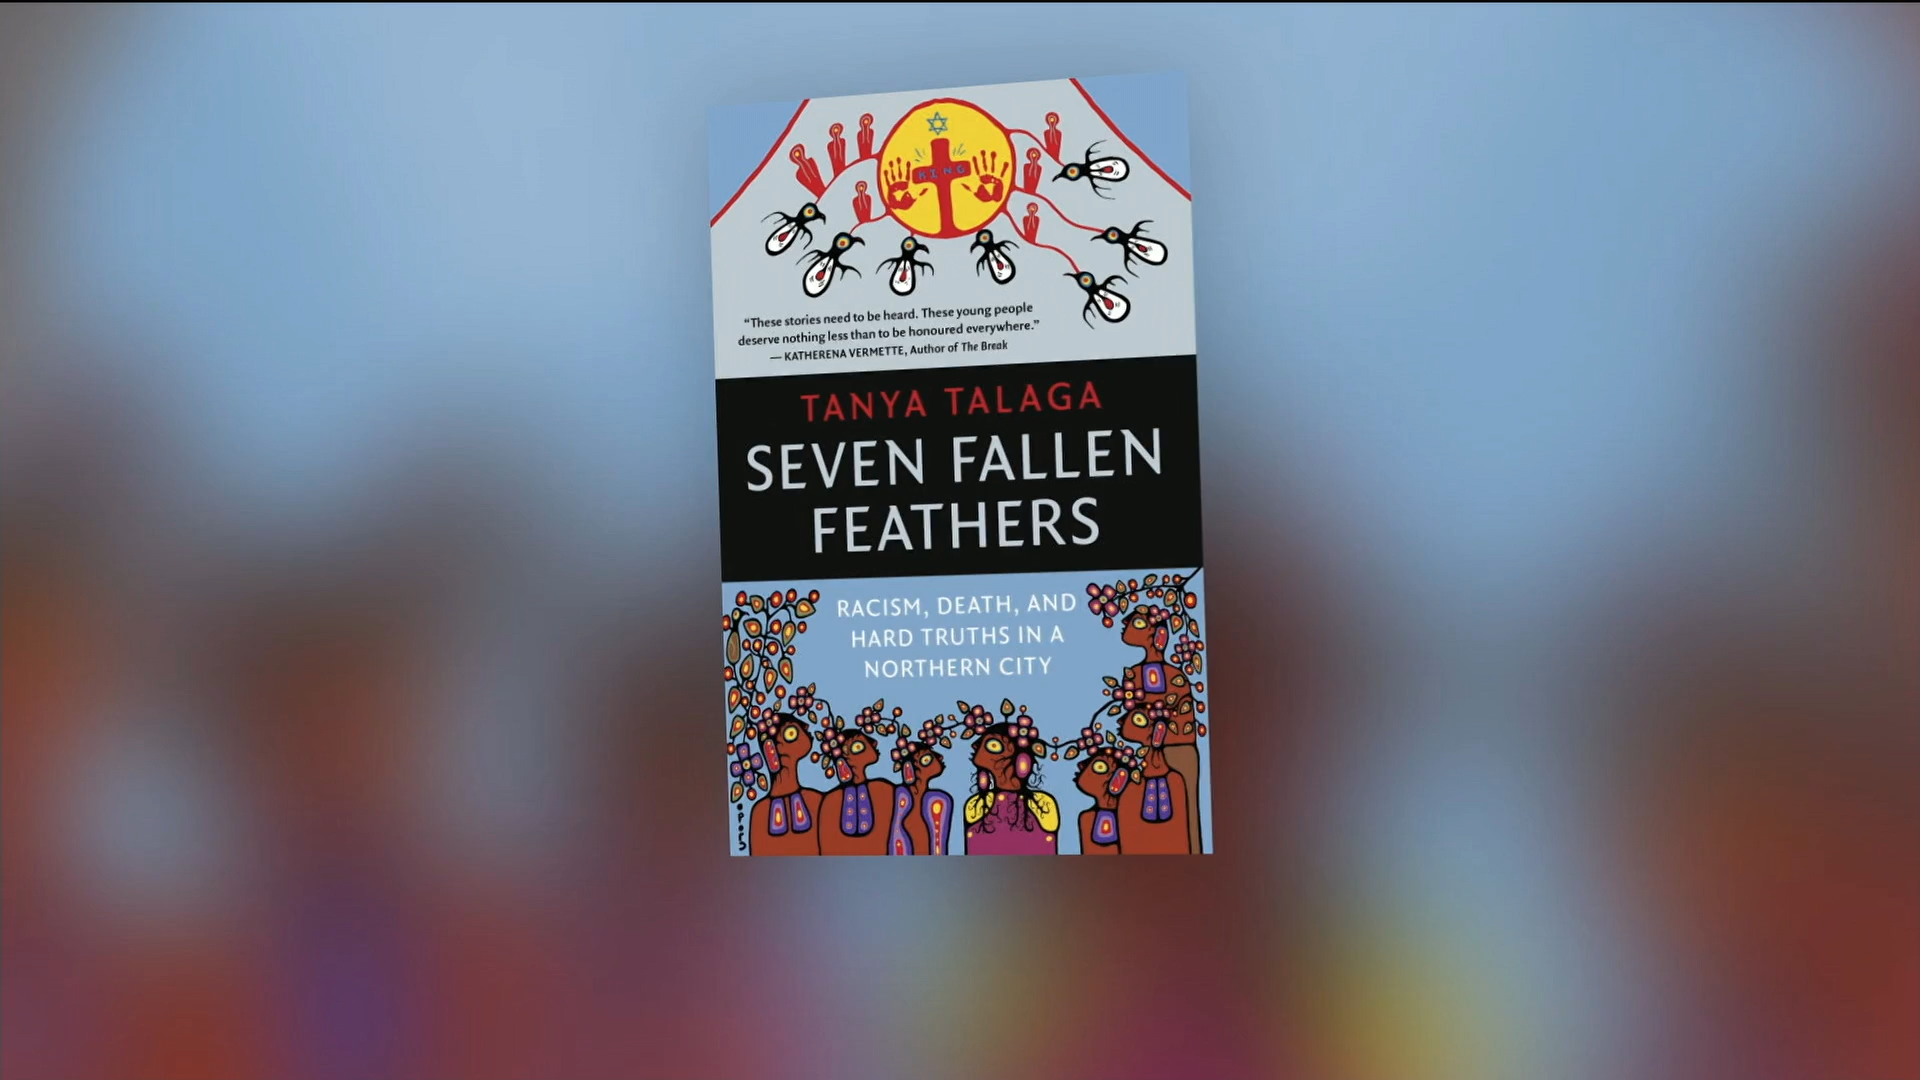 KING
“These stories need to be heard. These young people
deserve nothing less than to be honoured everywhere.”
— KATHERENA VERMETTE, Author of The Break
TANYA TALAGA
SEVEN FALLEN
FEATHERS
RACISM, DEATH, AND
HARD TRUTHS IN A
NORTHERN CITY